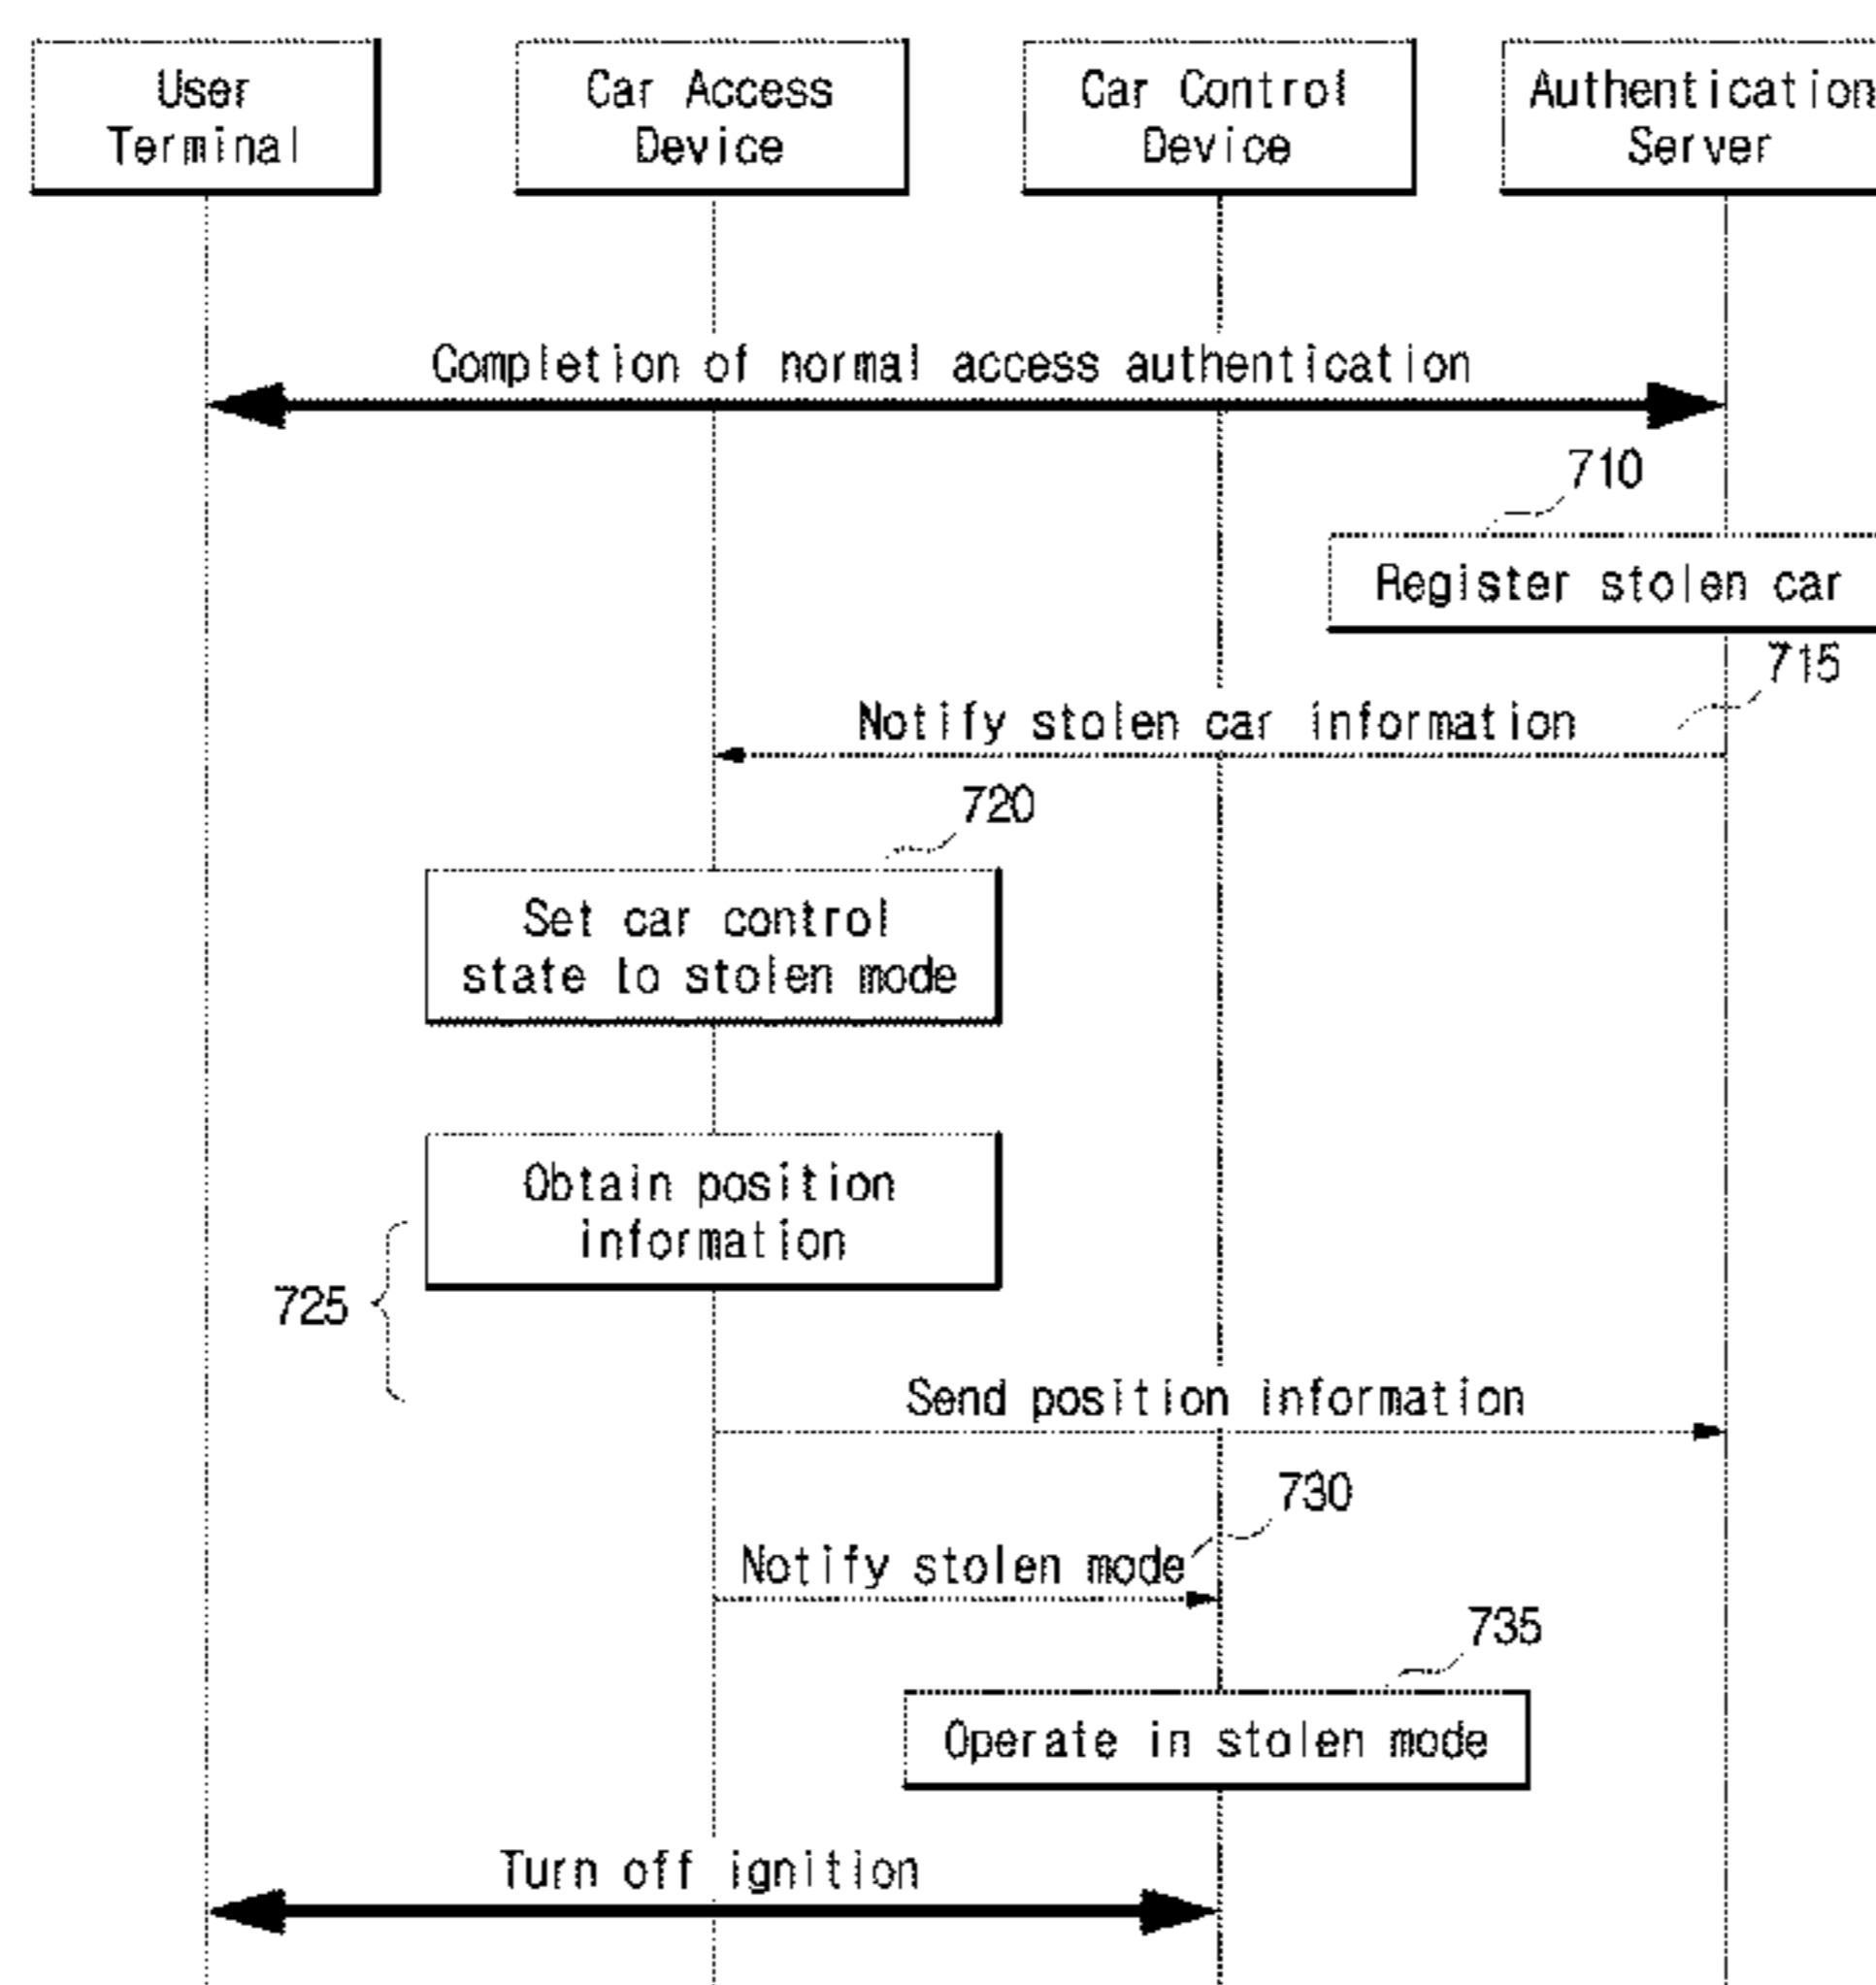 User
Terminal
Car Access
Device
Car Control
Device
Authentication
Server
Completion of normal access authentication
710
Register stolen car
715
Notify stolen car information
720
Set car control
state to stolen mode
Obtain position
information
725
Send position information
730
Notify stolen mode
735
Operate in stolen mode
Turn off ignition